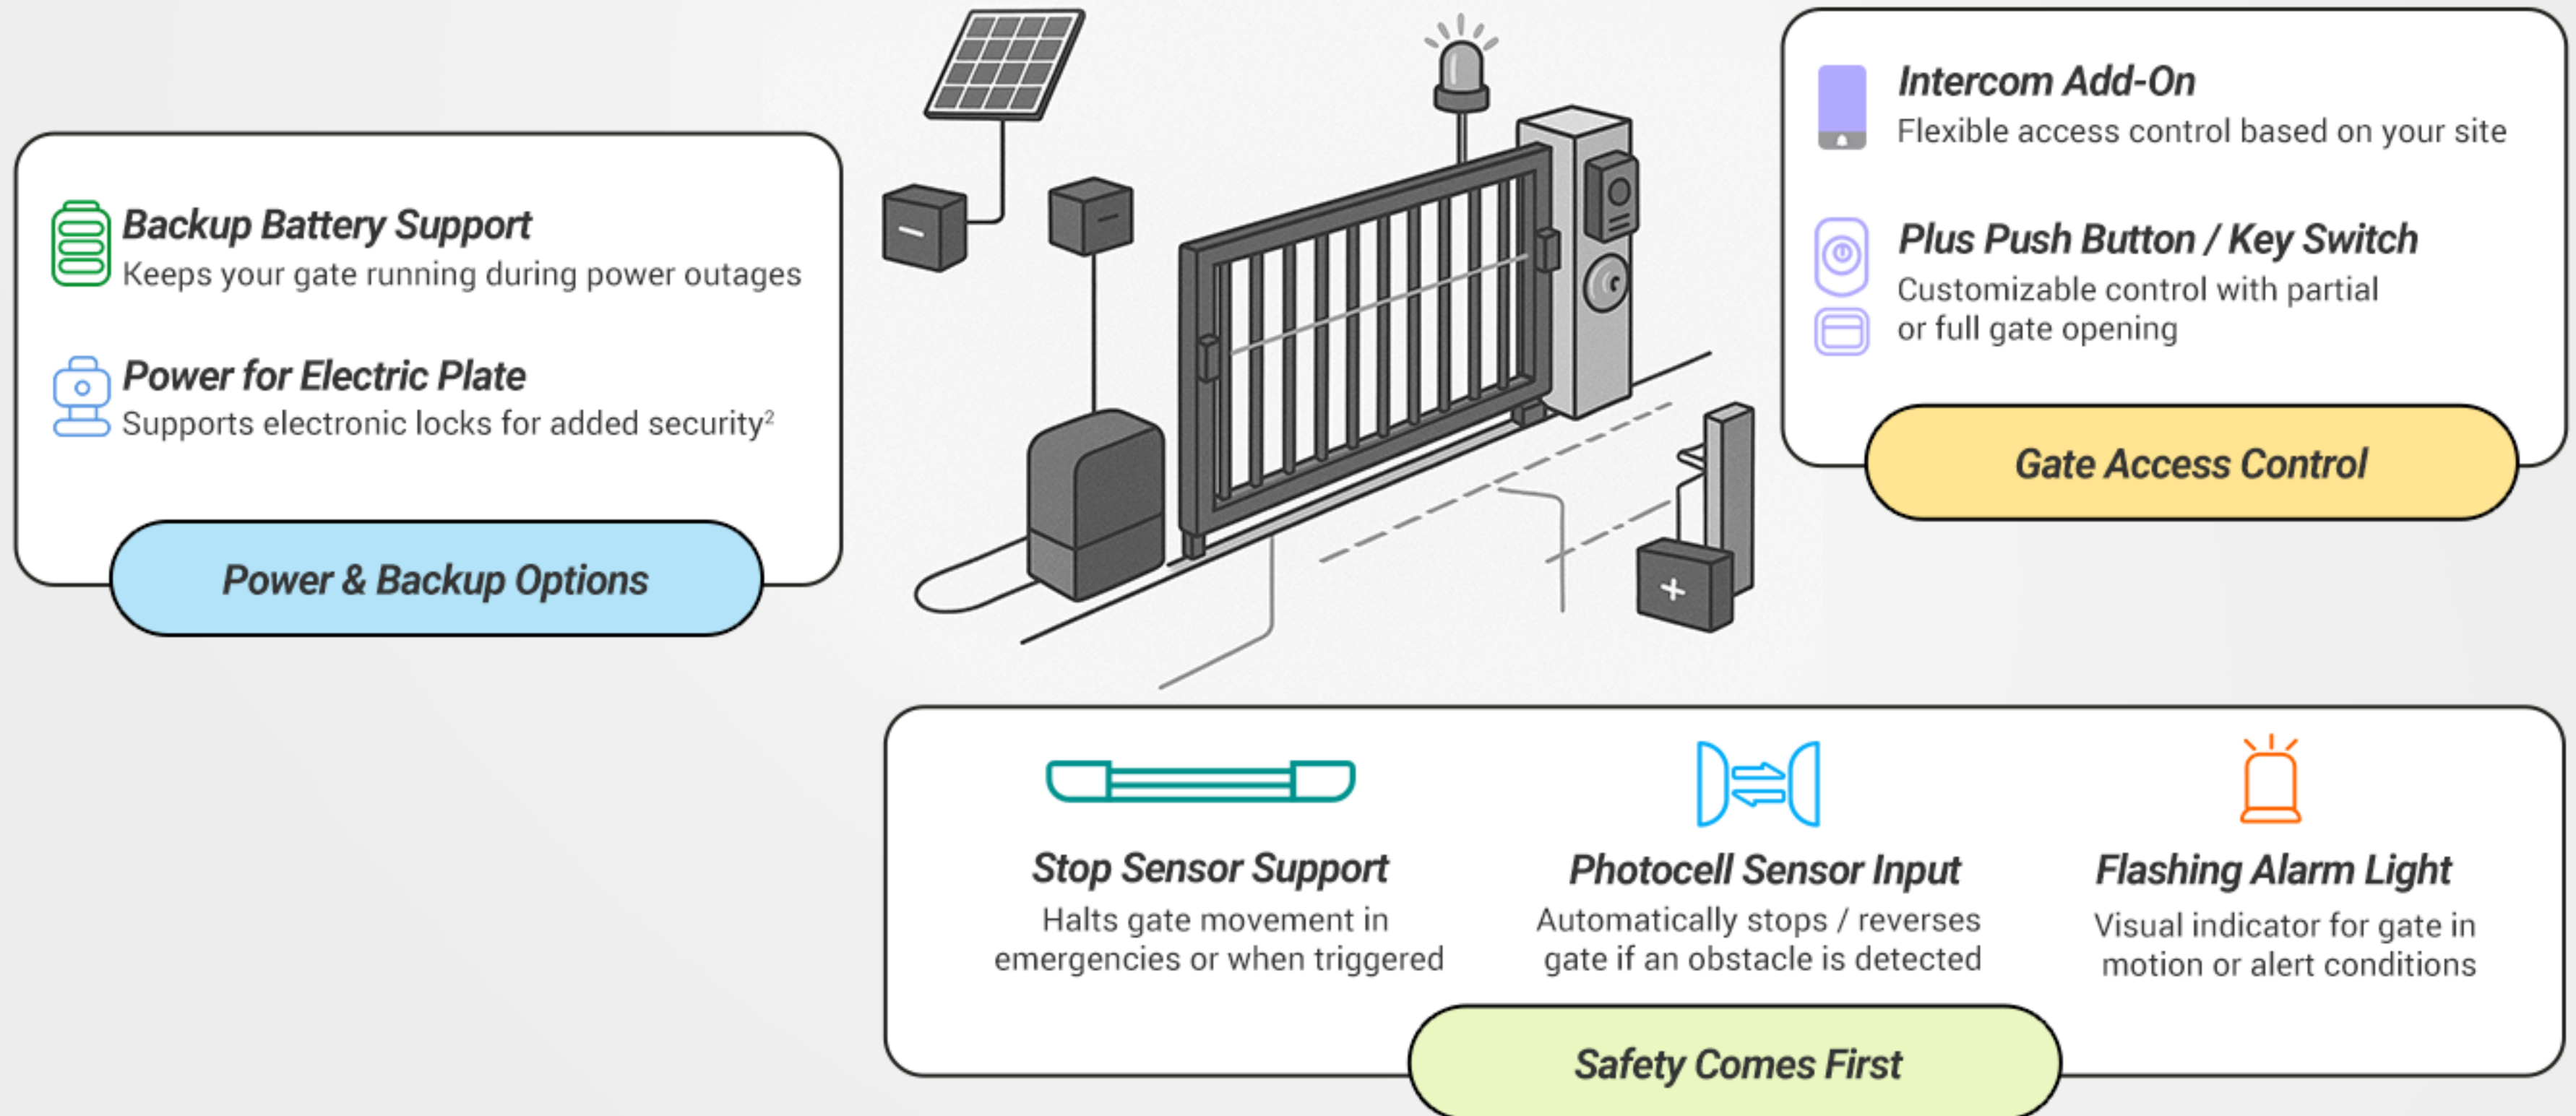 Backup Battery Support
Keeps your gate running during power outages
Power for Electric Plate
Supports electronic locks for added security²
Power & Backup Options
Intercom Add-On
Flexible access control based on your site
Plus Push Button / Key Switch
Customizable control with partial
or full gate opening
Gate Access Control
Stop Sensor Support
Halts gate movement in
emergencies or when triggered
Photocell Sensor Input
Automatically stops / reverses
gate if an obstacle is detected
Flashing Alarm Light
Visual indicator for gate in
motion or alert conditions
Safety Comes First